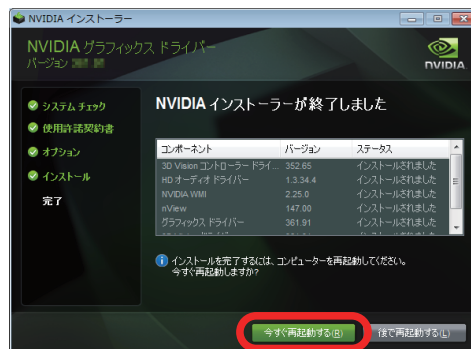 NVIDIA インストーラー
NVIDIA グラフィックス ドライバー
バージョン
NVIDIA
システム チェック
使用許諾契約書
オプション
インストール
完了
NVIDIA インストーラーが終了しました
コンポーネント バージョン ステータス
3D Vision コントローラー ドライ... 352.65 インストールされました
HD オーディオ ドライバー 1.3.34.4 インストールされました
NVIDIA WMI 2.25.0 インストールされました
nView 147.00 インストールされました
グラフィックス ドライバー 361.91 インストールされました
インストールを完了するには、コンピューターを再起動してください。
今すぐ再起動しますか?
今すぐ再起動する(R) 後で再起動する(L)